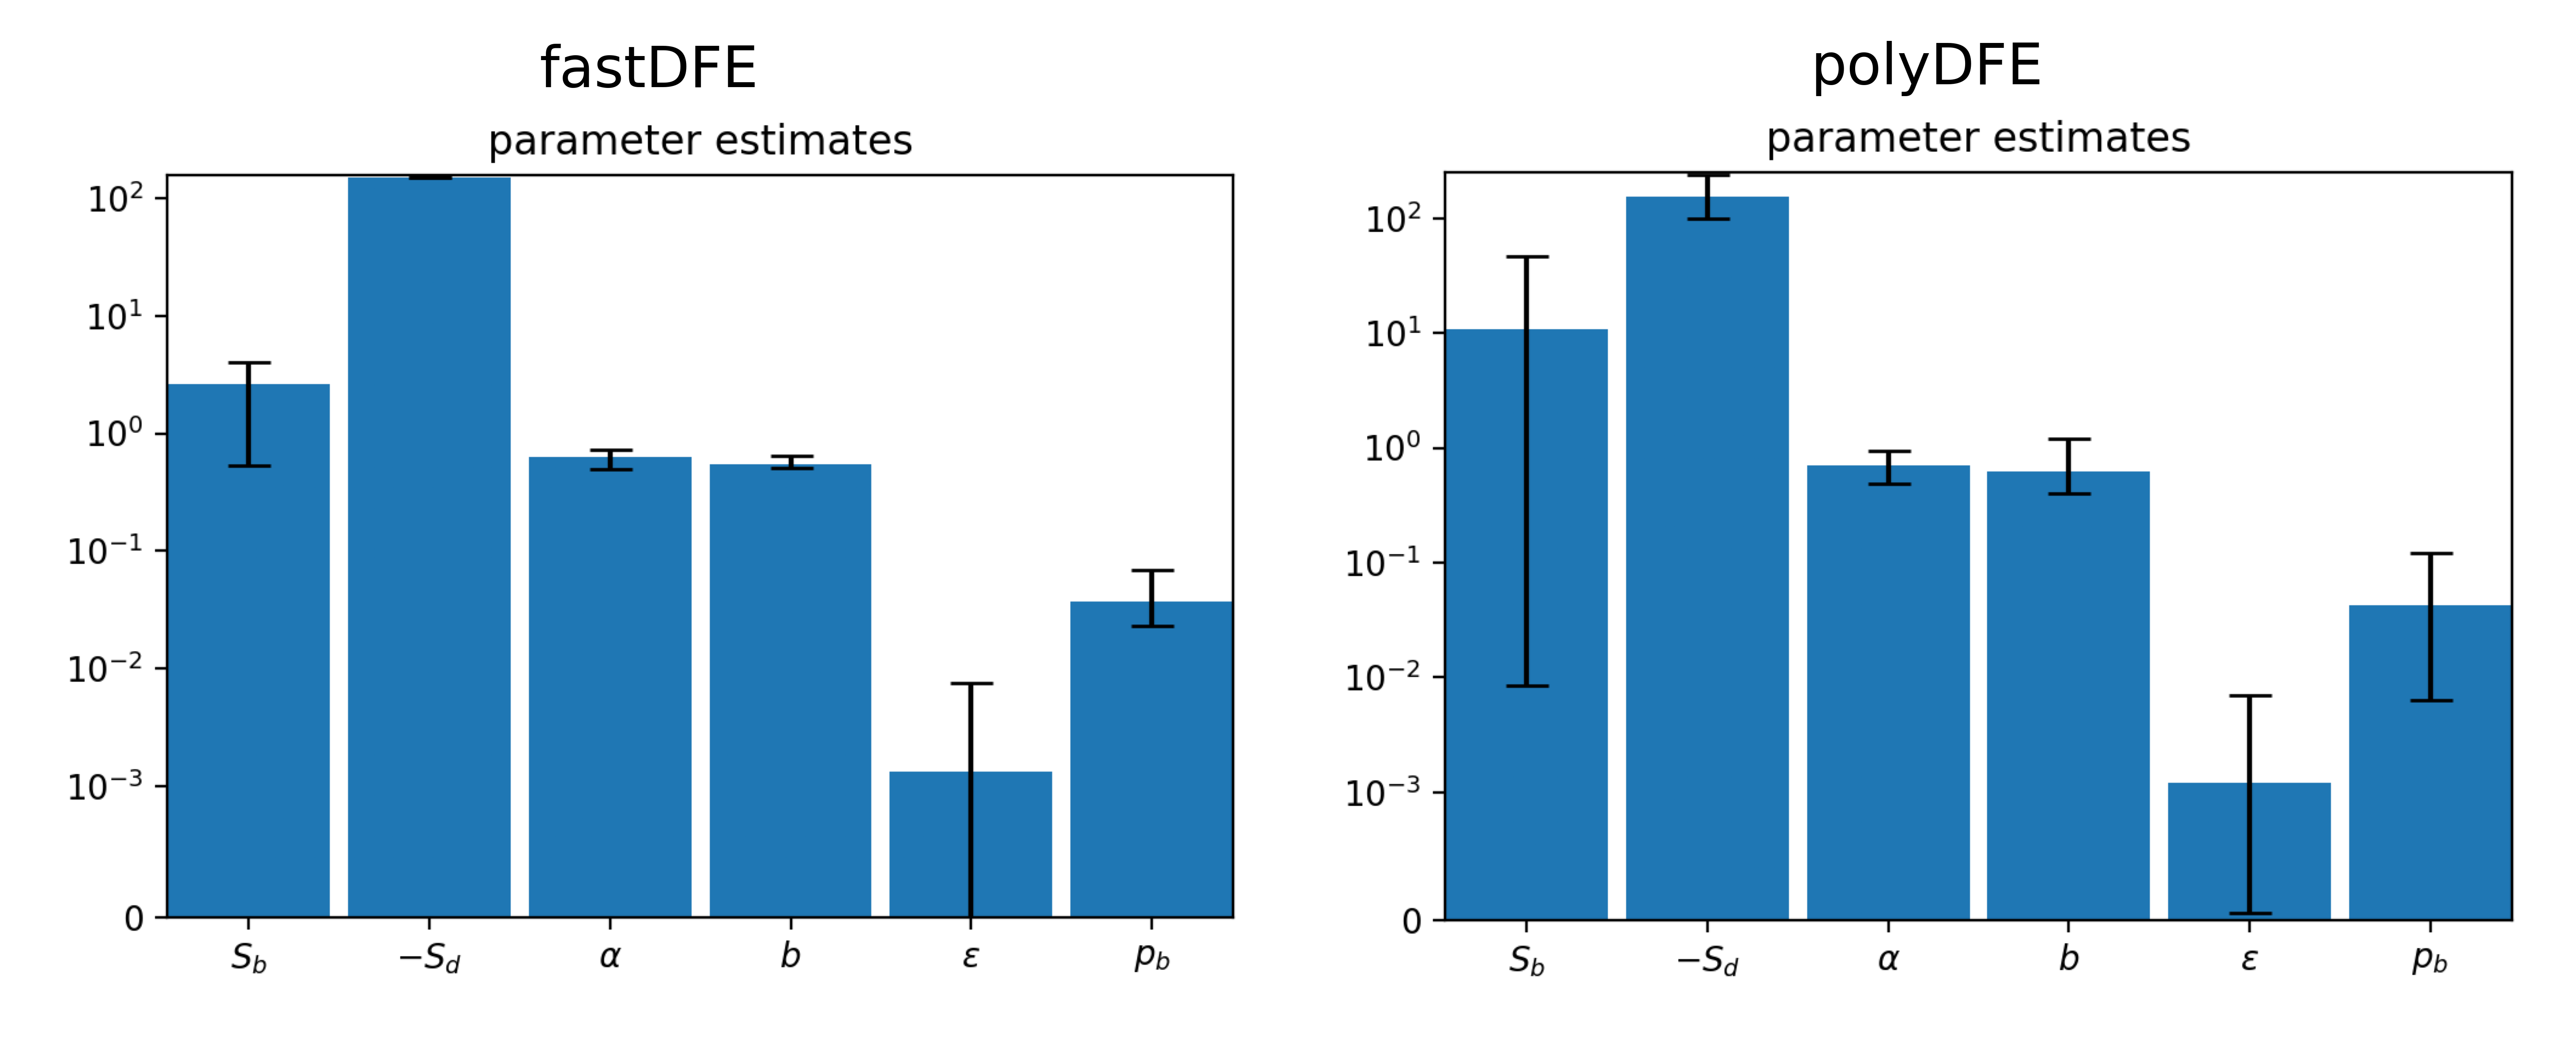 fastDFE
parameter estimates
10²
10¹
10⁰
10⁻¹
10⁻²
10⁻³
0
S_b
−S_d
α
b
ε
p_b
polyDFE
parameter estimates
10²
10¹
10⁰
10⁻¹
10⁻²
10⁻³
0
S_b
−S_d
α
b
ε
p_b